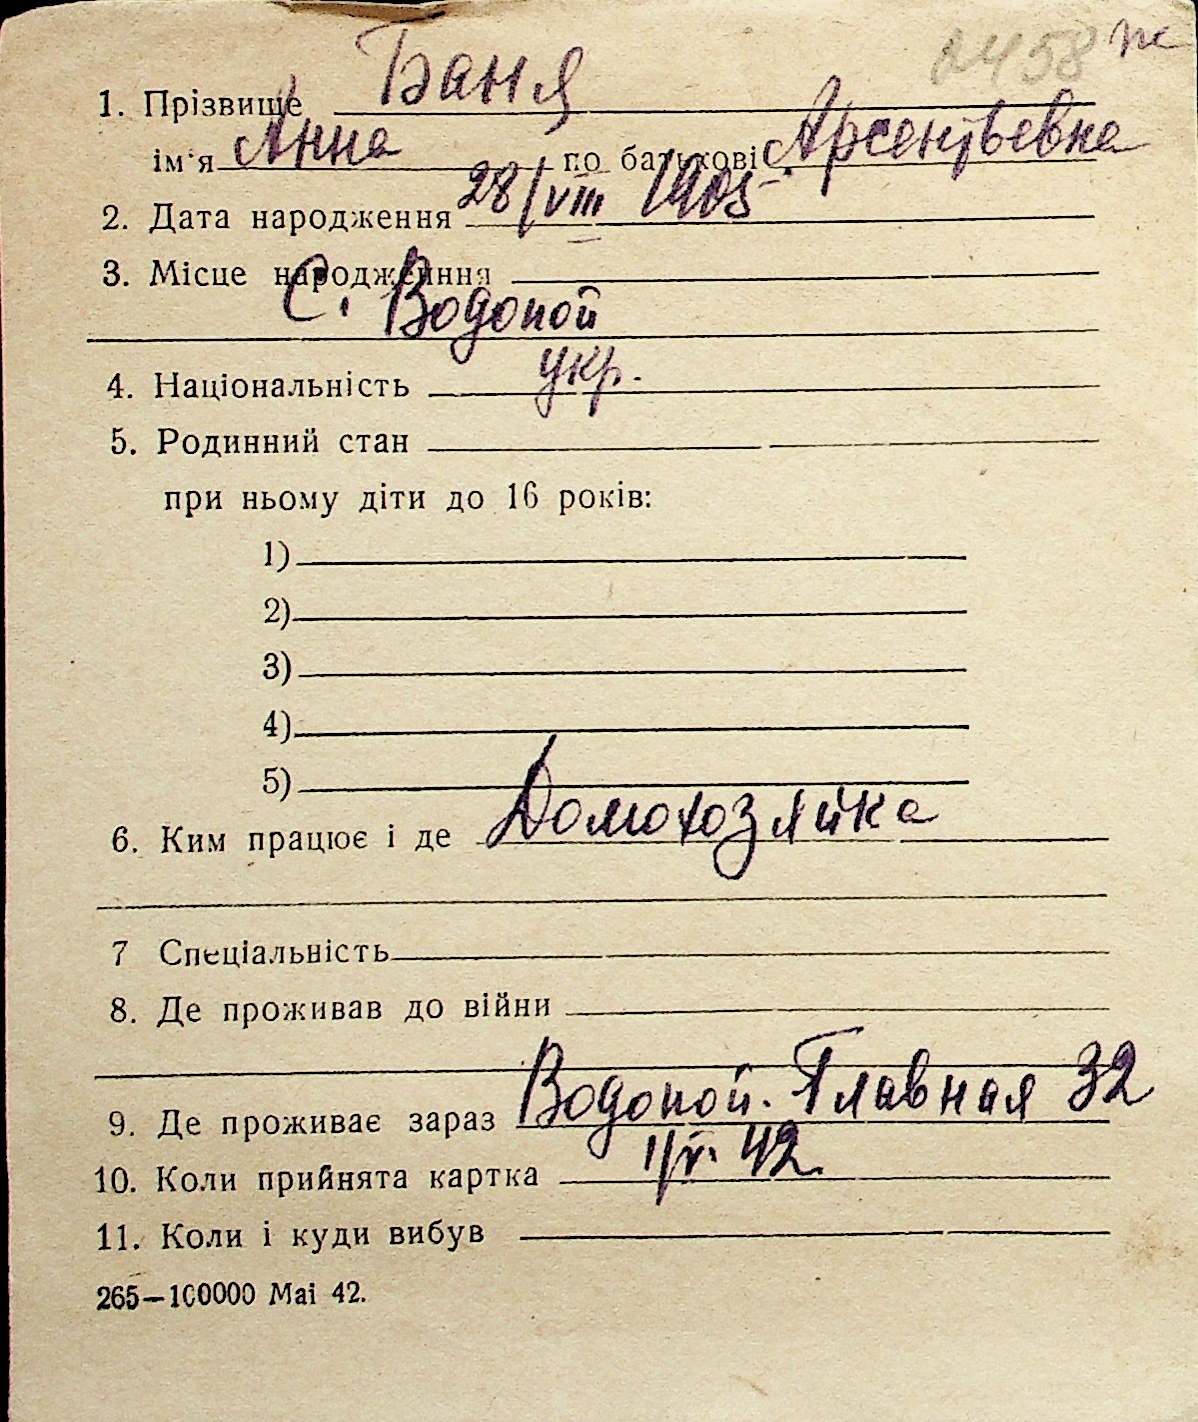 2458 ж
1. Прізвище Баня
ім'я Анна по батькові Арсентьевна
2. Дата народження 28/VIII 1905
3. Місце народження
С. Водопой
4. Національність укр.
5. Родинний стан
при ньому діти до 16 років:
1)
2)
3)
4)
5)
6. Ким працює і де Домохозяйка
7 Спеціальність
8. Де проживав до війни
9. Де проживає зараз Водопой. Главная 32
10. Коли прийнята картка 1/V. 42
11. Коли і куди вибув
265—100000 Маі 42.